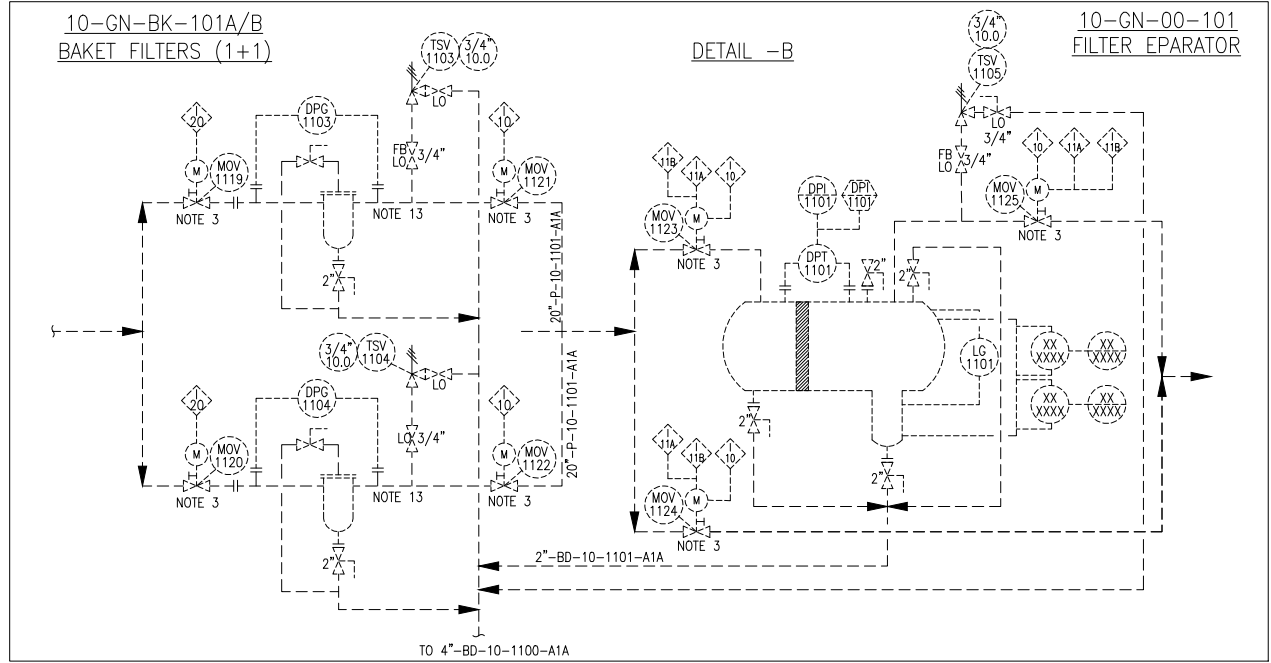 10-GN-BK-101A/B
BAKET FILTERS (1+1)
DETAIL -B
10-GN-00-101
FILTER EPARATOR
TSV
1103
3/4"
10.0
LO
FB
LO
3/4"
I
20
DPG
1103
I
10
M
MOV
1119
NOTE 3
NOTE 13
M
MOV
1121
NOTE 3
2"
20"-P-10-1101-A1A
3/4"
10.0
TSV
1104
LO
LO
3/4"
I
20
DPG
1104
I
10
M
MOV
1120
NOTE 3
NOTE 13
M
MOV
1122
NOTE 3
2"
20"-P-10-1101-A1A
TO 4"-BD-10-1100-A1A
2"-BD-10-1101-A1A
3/4"
10.0
TSV
1105
LO
3/4"
FB
LO
3/4"
I
10
I
11A
I
11B
M
MOV
1125
NOTE 3
I
11B
I
11A
I
10
M
MOV
1123
NOTE 3
DPI
1101
DPI
1101
DPT
1101
2"
2"
LG
1101
XX
XXXX
XX
XXXX
XX
XXXX
XX
XXXX
2"
2"
I
11A
I
11B
I
10
M
MOV
1124
NOTE 3